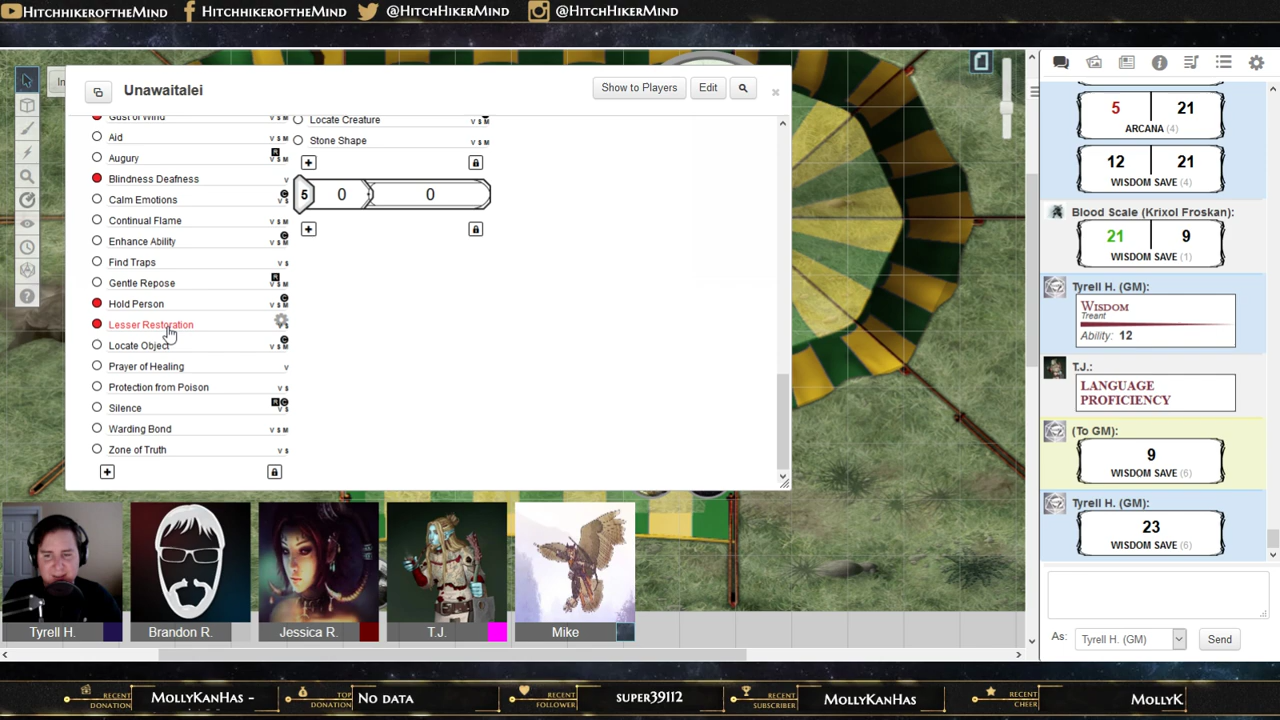 HITCHHIKEROFTHEMIND
HITCHHIKEROFTHEMIND
@HITCHHIKERMIND
@HITCHHIKERMIND
In
Unawaitalei
Show to Players
Edit
×
Gust of Wind
V S M
Aid
V S M
Augury
R
V S M
Blindness Deafness
V
Calm Emotions
C
V S
Continual Flame
V S M
Enhance Ability
C
V S M
Find Traps
V S
Gentle Repose
R
V S M
Hold Person
C
V S M
Lesser Restoration
V S
Locate Object
C
V S M
Prayer of Healing
V
Protection from Poison
V S
Silence
R C
V S
Warding Bond
V S M
Zone of Truth
V S
+
Locate Creature
V S M
Stone Shape
V S M
+
5 0 0
+
5 21
ARCANA (4)
12 21
WISDOM SAVE (4)
Blood Scale (Krixol Froskan):
21 9
WISDOM SAVE (1)
Tyrell H. (GM):
WISDOM
Treant
Ability: 12
T.J.:
LANGUAGE
PROFICIENCY
(To GM):
9
WISDOM SAVE (6)
Tyrell H. (GM):
23
WISDOM SAVE (6)
As: Tyrell H. (GM)
Send
Tyrell H.
Brandon R.
Jessica R.
T.J.
Mike
RECENT
DONATION
MOLLYKANHAS -
TOP
DONATION
NO DATA
RECENT
FOLLOWER
SUPER39112
RECENT
SUBSCRIBER
MOLLYKANHAS
RECENT
CHEER
MOLLYK